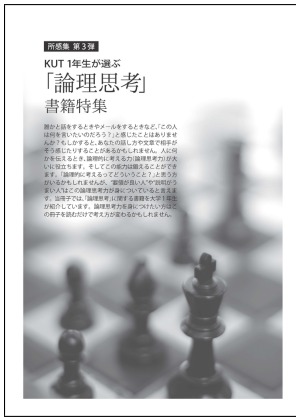 所感集 第3弾
KUT 1年生が選ぶ
「論理思考」
書籍特集
誰かと話をするときやメールをするときなど、「この人
は何を言いたいのだろう？」と感じたことはありませ
んか？もしかすると、あなたの話し方や文章で相手が
そう感じたりすることがあるかもしれません。人に何
かを伝えるとき、論理的に考える力（論理思考力）が大
いに役立ちます。そしてこの能力は鍛えることができ
ます。「論理的に考えるってどういうこと？」と思う方
がいるかもしれませんが、“要領が良い人”や“説明がう
まい人”はこの論理思考力が身についていると言えま
す。当冊子では、「論理思考」に関する書籍を大学1年生
が紹介しています。論理思考力を身につけたい方はこ
の冊子を読むだけで考え方が変わるかもしれません。